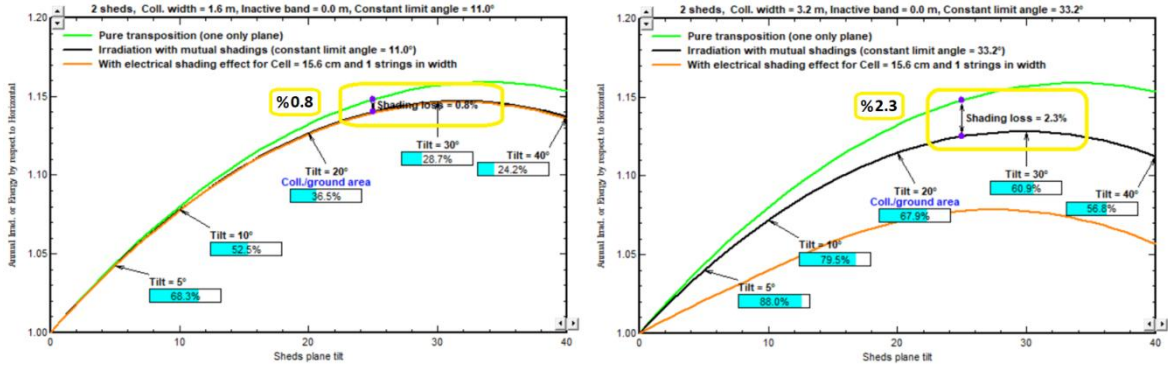 2 sheds, Coll. width = 1.6 m, Inactive band = 0.0 m, Constant limit angle = 11.0°
1.20
Pure transposition (one only plane)
Irradiation with mutual shadings (constant limit angle = 11.0°)
With electrical shading effect for Cell = 15.6 cm and 1 strings in width
1.15
%0.8
Shading loss = 0.8%
Tilt = 30°
28.7%
Tilt = 40°
24.2%
Tilt = 20°
Coll./ground area
36.5%
1.10
Tilt = 10°
52.5%
1.05
Tilt = 5°
68.3%
1.00
0
10
20
30
40
Sheds plane tilt
Annual Irrad. or Energy by respect to Horizontal
2 sheds, Coll. width = 3.2 m, Inactive band = 0.0 m, Constant limit angle = 33.2°
1.20
Pure transposition (one only plane)
Irradiation with mutual shadings (constant limit angle = 33.2°)
With electrical shading effect for Cell = 15.6 cm and 1 strings in width
1.15
%2.3
Shading loss = 2.3%
Tilt = 30°
60.9%
Tilt = 40°
56.8%
Tilt = 20°
Coll./ground area
67.9%
1.10
Tilt = 10°
79.5%
1.05
Tilt = 5°
88.0%
1.00
0
10
20
30
40
Sheds plane tilt
Annual Irrad. or Energy by respect to Horizontal